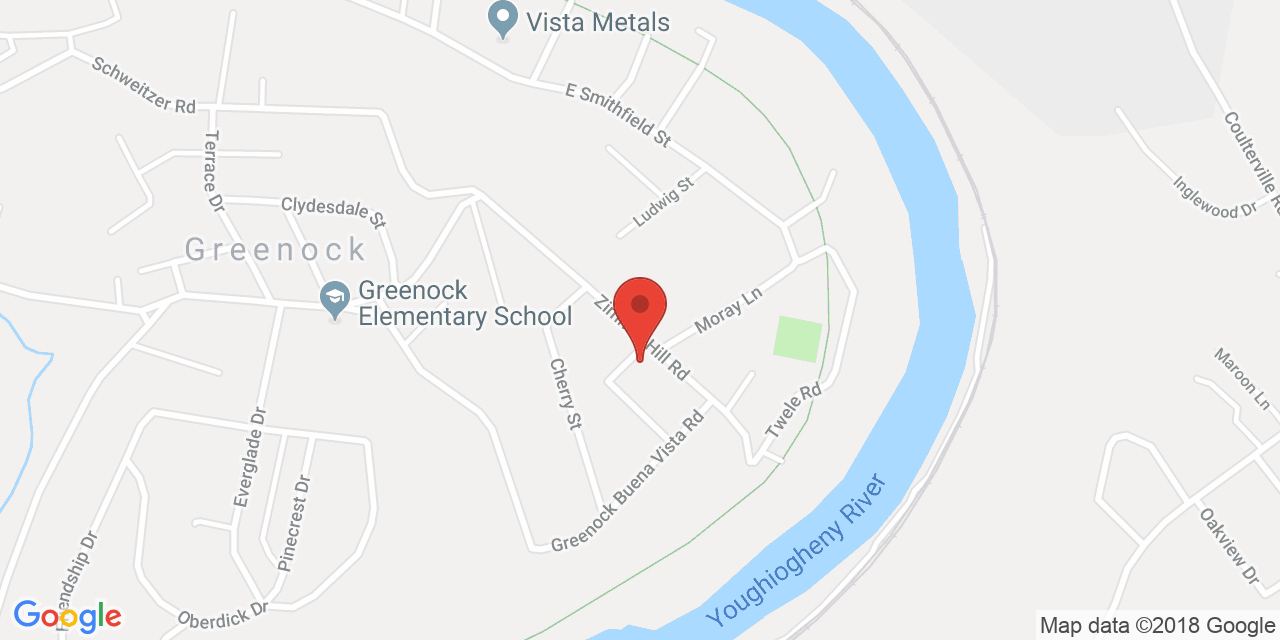 Vista Metals
Schweitzer Rd
E Smithfield St
Coulterville Rd
Terrace Dr
Inglewood Dr
Ludwig St
Clydesdale St
Greenock
Greenock
Elementary School
Moray Ln
Hill Rd
Maroon Ln
Cherry St
Twele Rd
Greenock Buena Vista Rd
Everglade Dr
Pinecrest Dr
Youghiogheny River
Oakview Dr
Dr
Oberdick Dr
Google
Map data ©2018 Google